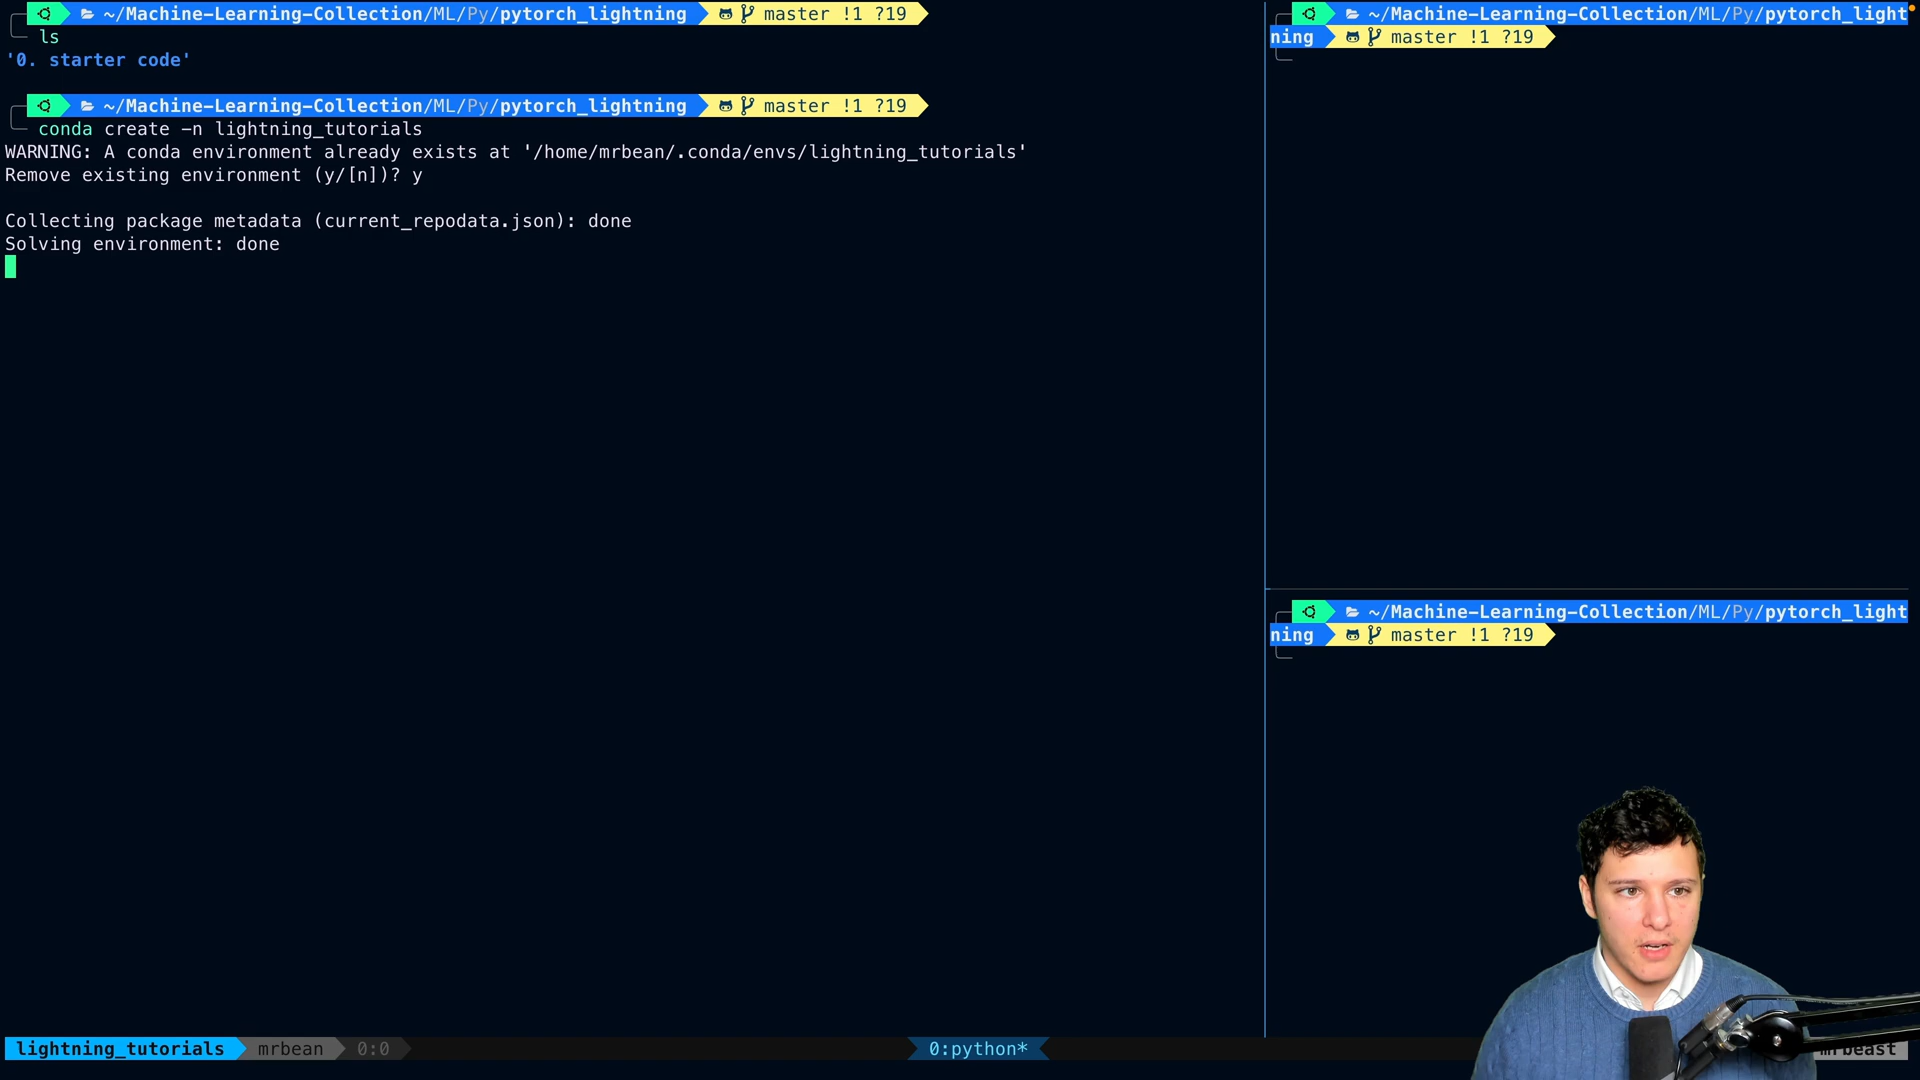 ~/Machine-Learning-Collection/ML/Py/pytorch_lightning master !1 ?19
ls
'0. starter code'
~/Machine-Learning-Collection/ML/Py/pytorch_lightning master !1 ?19
conda create -n lightning_tutorials
WARNING: A conda environment already exists at '/home/mrbean/.conda/envs/lightning_tutorials'
Remove existing environment (y/[n])? y
Collecting package metadata (current_repodata.json): done
Solving environment: done
~/Machine-Learning-Collection/ML/Py/pytorch_light
ning master !1 ?19
~/Machine-Learning-Collection/ML/Py/pytorch_light
ning master !1 ?19
lightning_tutorials mrbean 0:0 0:python* mrbeast